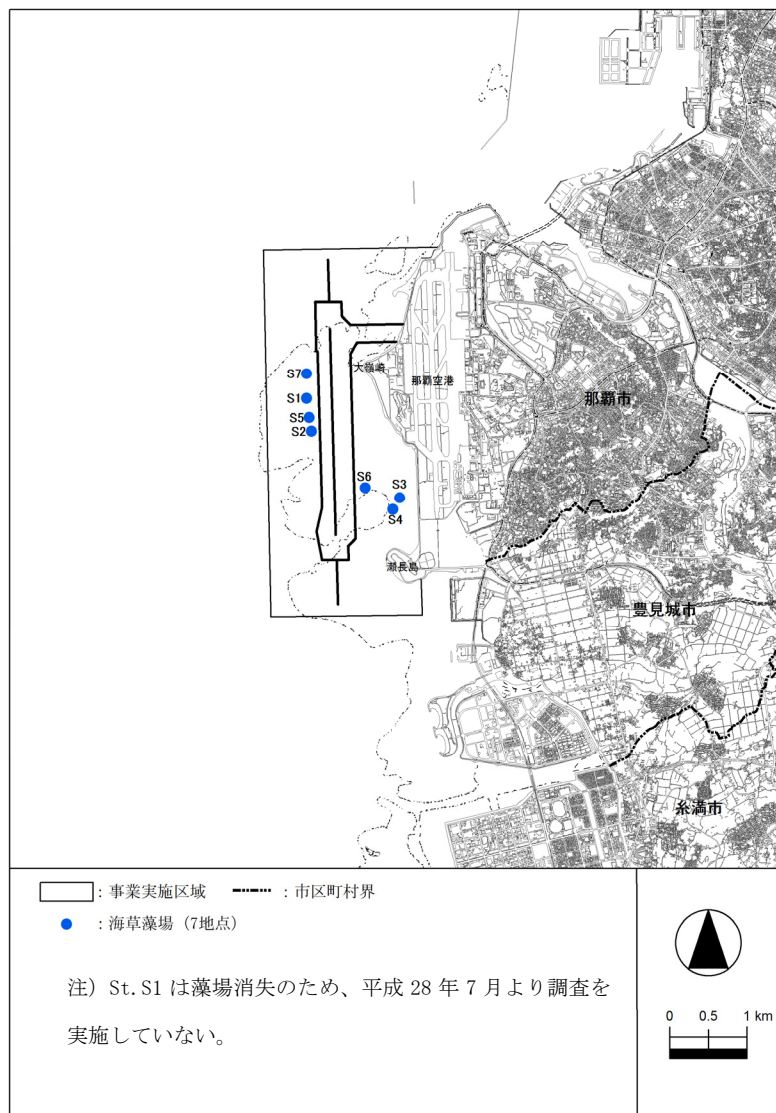 大嶺崎
那覇空港
那覇市
S7
S1
S5
S2
S6
S3
S4
瀬長島
豊見城市
糸満市
：事業実施区域
：市区町村界
：海草藻場（7地点）
注）St.S1 は藻場消失のため、平成 28 年 7 月より調査を
実施していない。
0 0.5 1 km